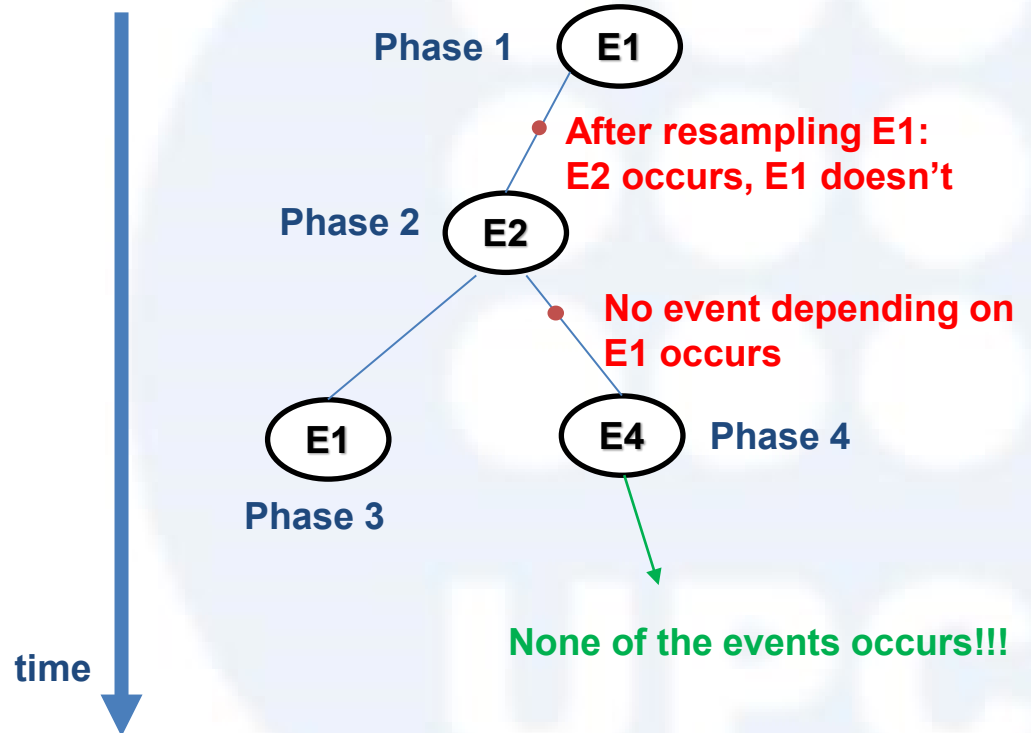 Phase 1
E1
After resampling E1:
E2 occurs, E1 doesn't
Phase 2
E2
No event depending on
E1 occurs
E1
E4
Phase 4
Phase 3
None of the events occurs!!!
time
UPC